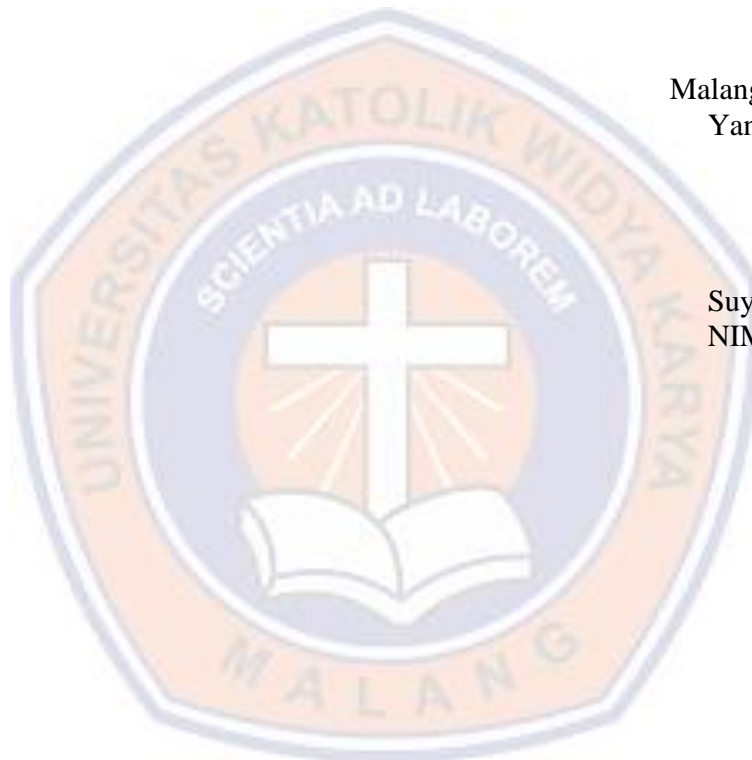 Malang
Yan
UNIVERSITAS KATOLIK WIDYA KARYA
SCIENTIA AD LABOREM
Suy
NIM
MALANG